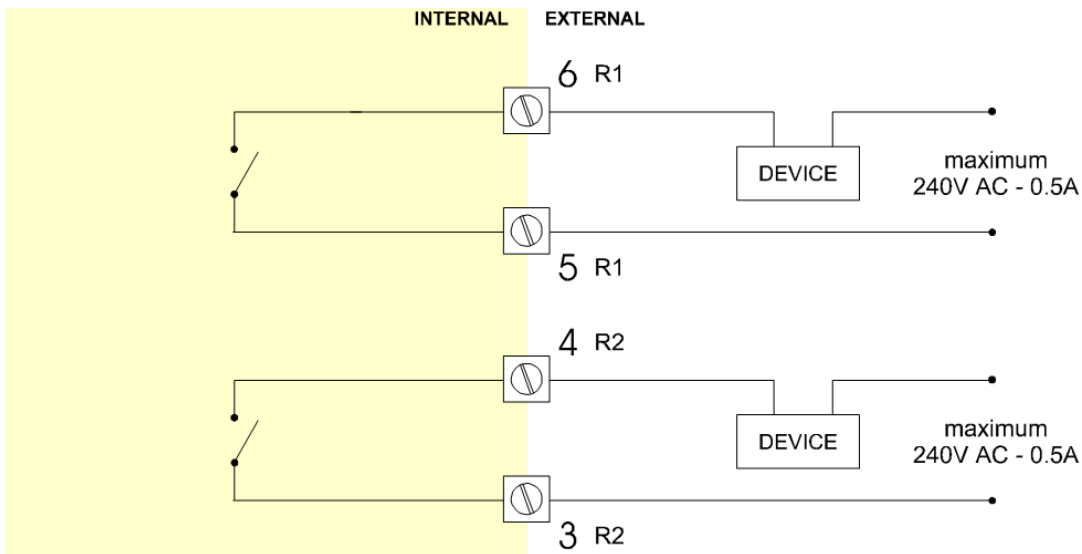 INTERNAL EXTERNAL
6 R1
DEVICE
maximum
240V AC - 0.5A
5 R1
4 R2
DEVICE
maximum
240V AC - 0.5A
3 R2